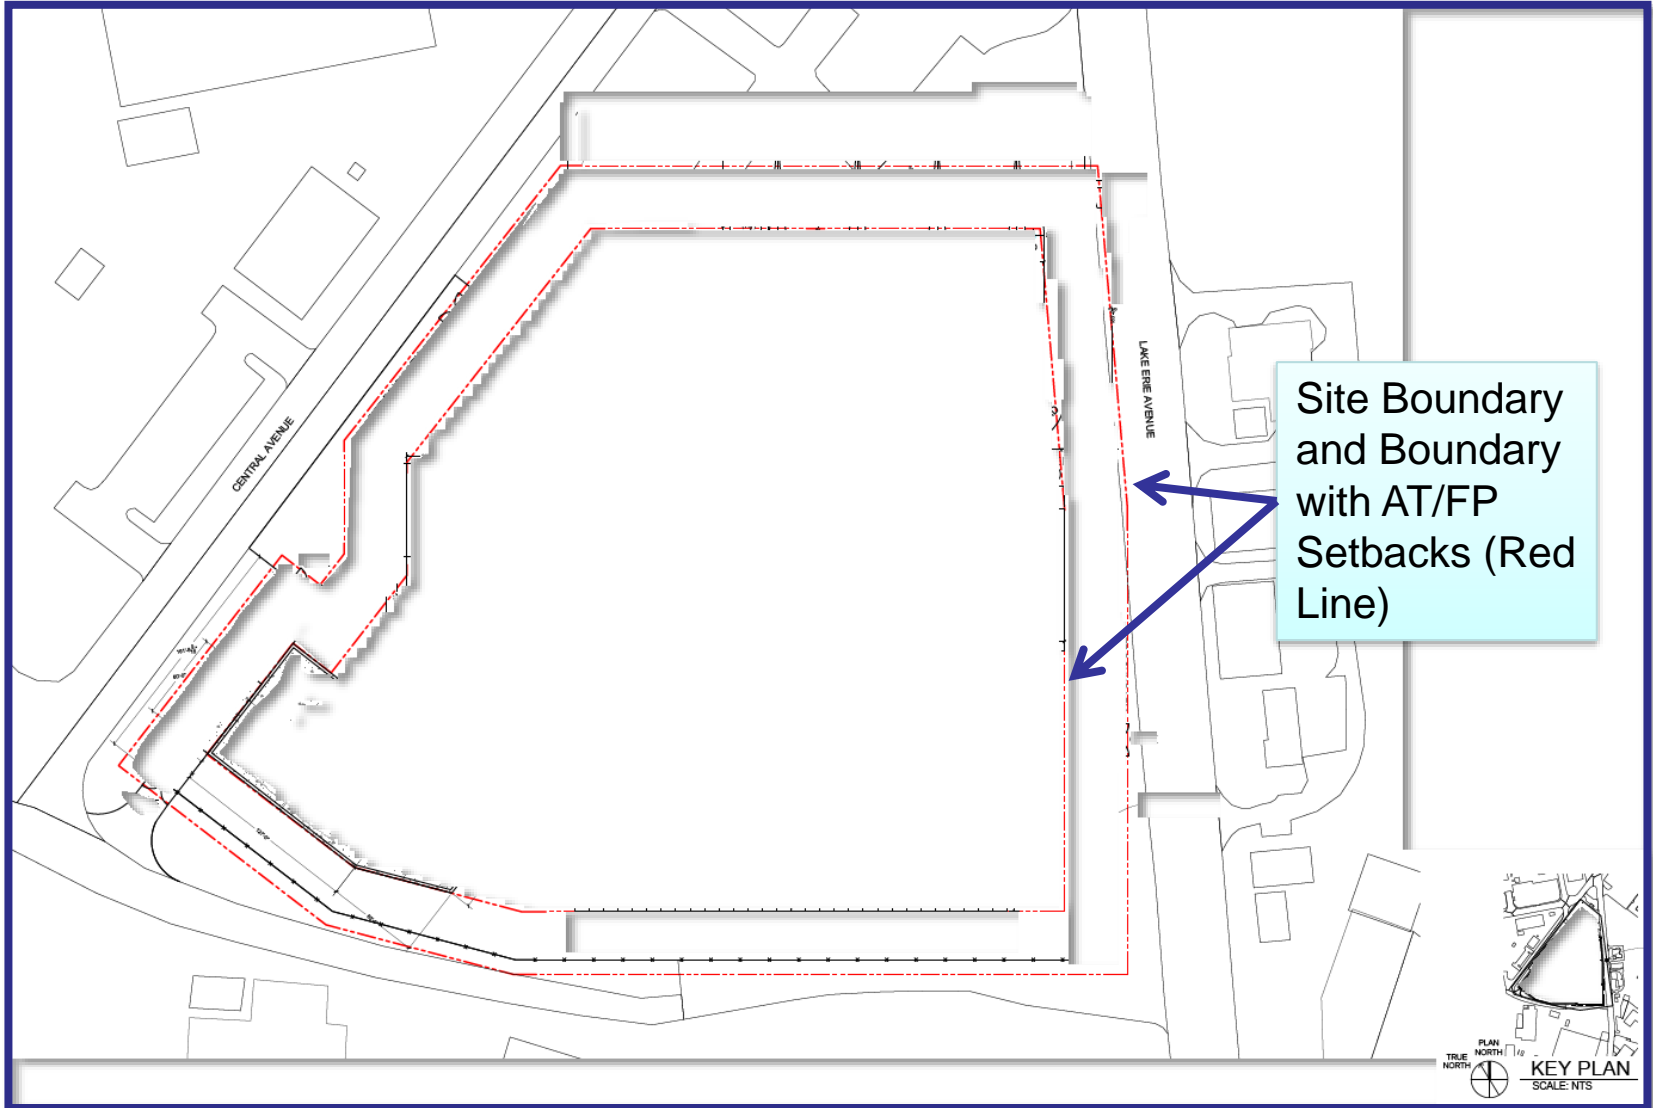 LAKE ERIE AVENUE
Site Boundary
and Boundary
with AT/FP
Setbacks (Red
Line)
CENTRAL AVENUE
PLAN
NORTH
TRUE
NORTH
KEY PLAN
SCALE: NTS